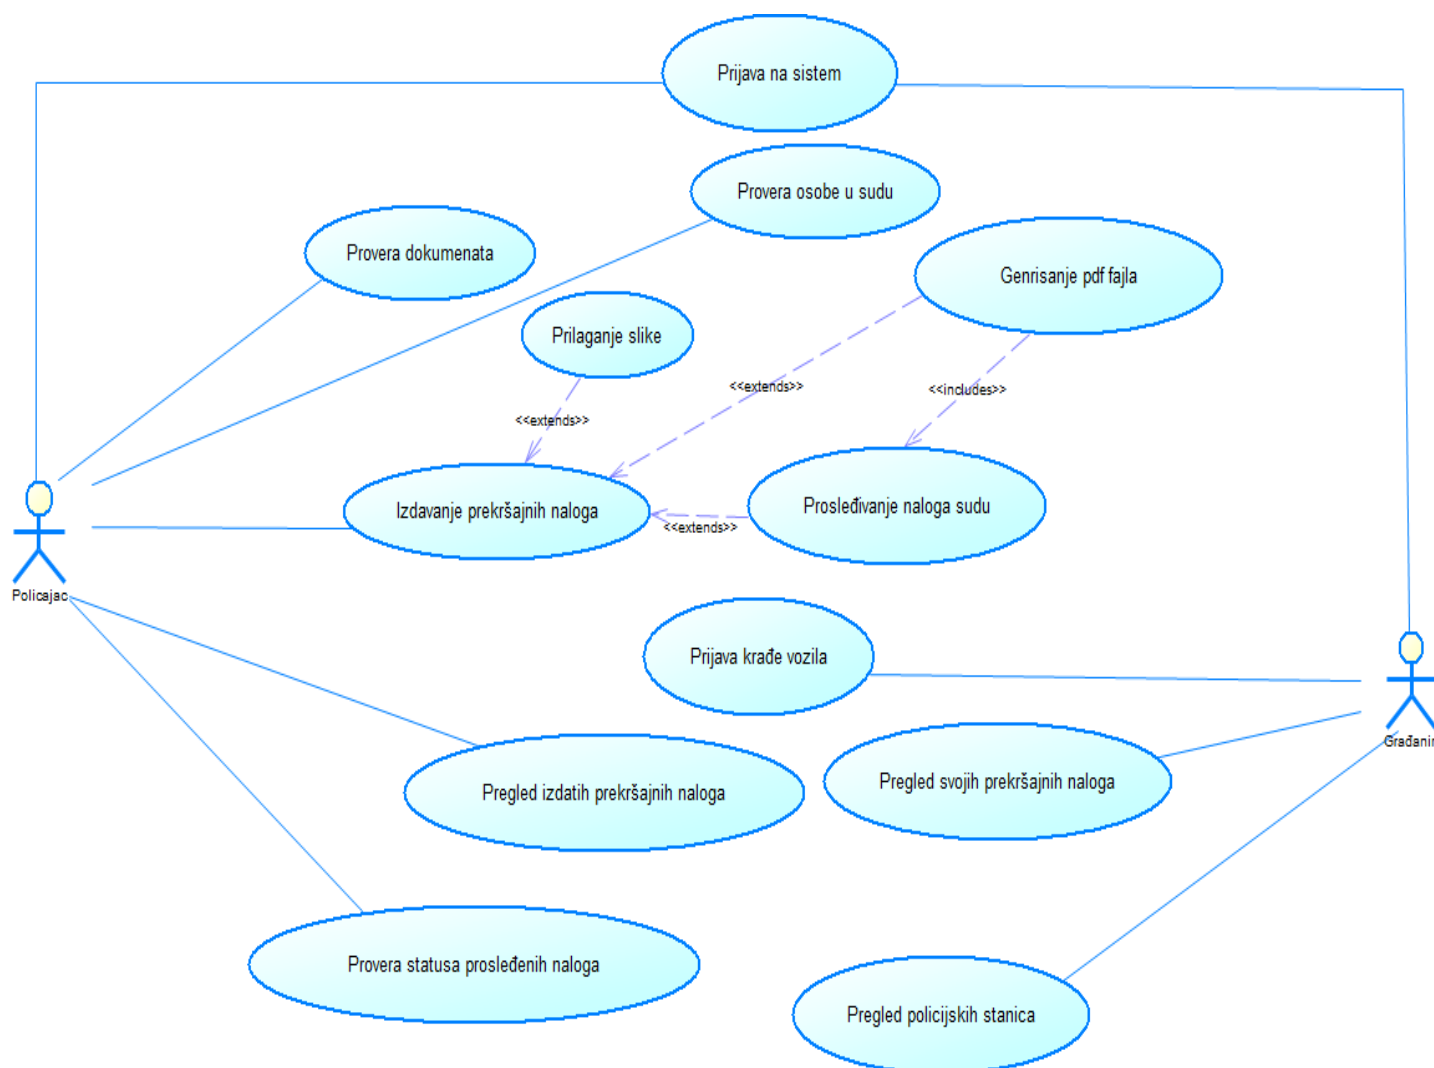 Prijava na sistem
Provera osobe u sudu
Provera dokumenata
Genrisanje pdf fajla
Prilaganje slike
<<extends>>
<<includes>>
<<extends>>
Izdavanje prekršajnih naloga
Prosleđivanje naloga sudu
<<extends>>
Policajac
Prijava krađe vozila
Građanin
Pregled izdatih prekršajnih naloga
Pregled svojih prekršajnih naloga
Provera statusa prosleđenih naloga
Pregled policijskih stanica